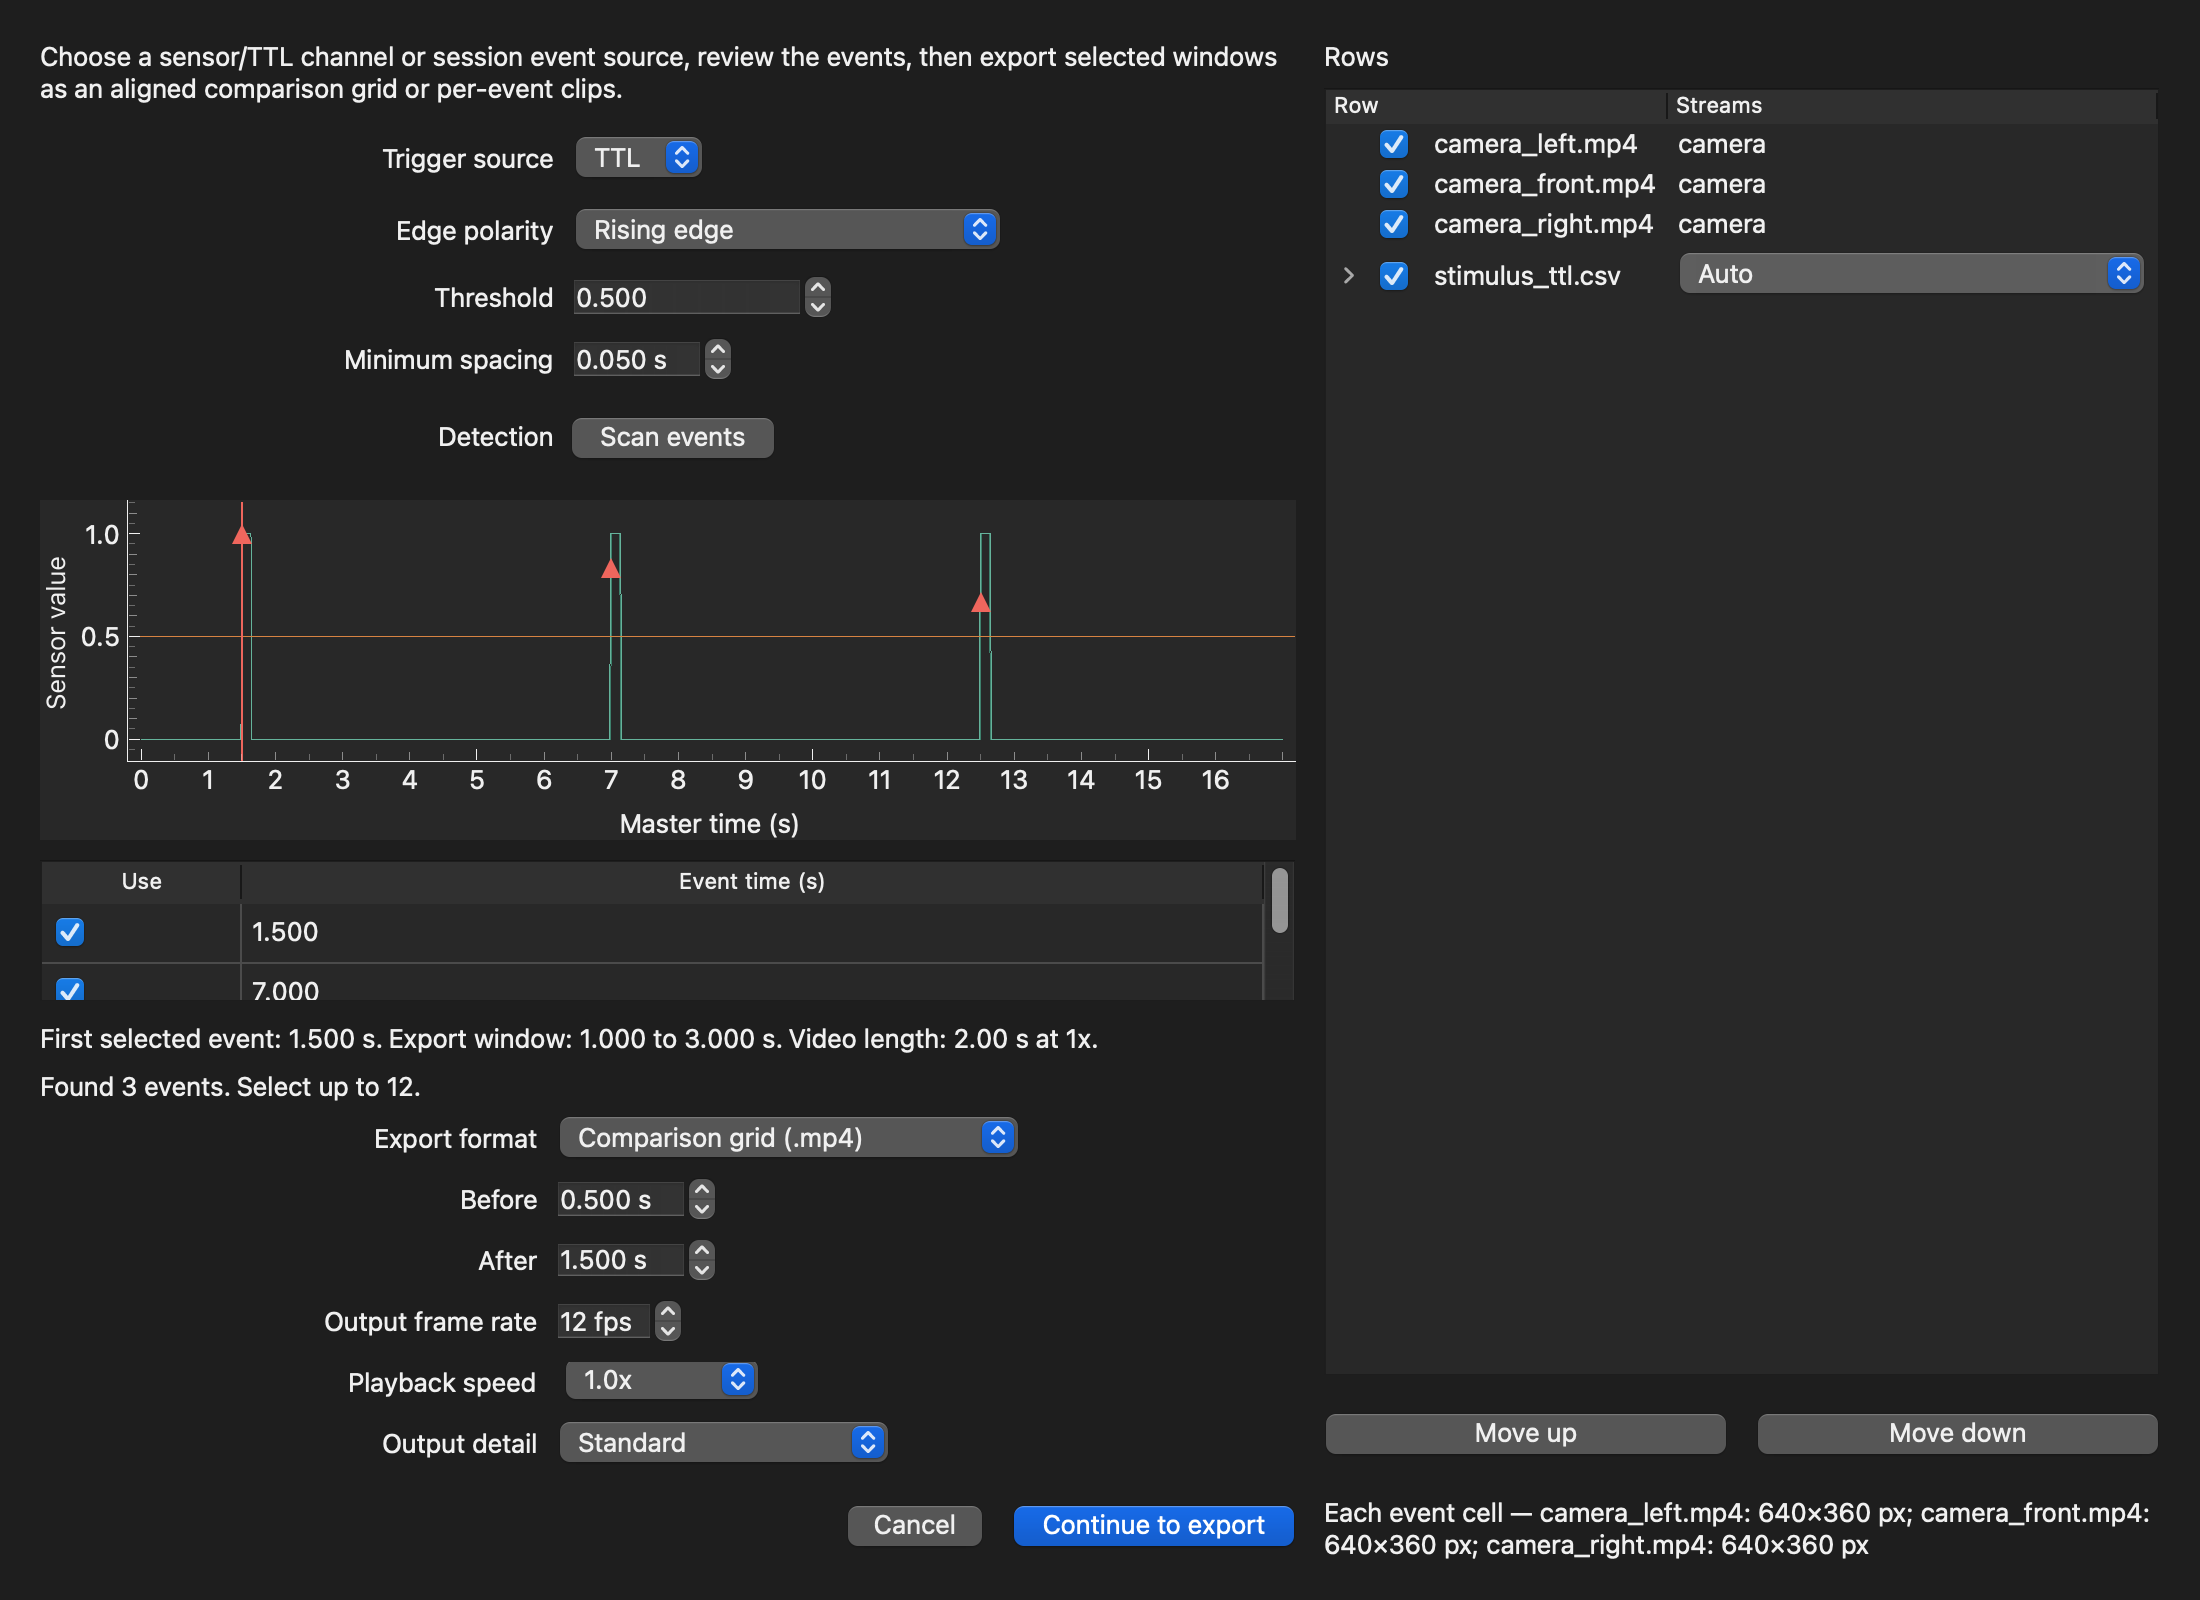 Choose a sensor/TTL channel or session event source, review the events, then export selected windows
as an aligned comparison grid or per-event clips.
Trigger source TTL
Edge polarity Rising edge
Threshold 0.500
Minimum spacing 0.050 s
Detection Scan events
Sensor value
1.0
0.5
0
0 1 2 3 4 5 6 7 8 9 10 11 12 13 14 15 16
Master time (s)
Use Event time (s)
1.500
7.000
First selected event: 1.500 s. Export window: 1.000 to 3.000 s. Video length: 2.00 s at 1x.
Found 3 events. Select up to 12.
Export format Comparison grid (.mp4)
Before 0.500 s
After 1.500 s
Output frame rate 12 fps
Playback speed 1.0x
Output detail Standard
Cancel Continue to export
Rows
Row Streams
camera_left.mp4 camera
camera_front.mp4 camera
camera_right.mp4 camera
stimulus_ttl.csv Auto
Move up Move down
Each event cell — camera_left.mp4: 640×360 px; camera_front.mp4:
640×360 px; camera_right.mp4: 640×360 px